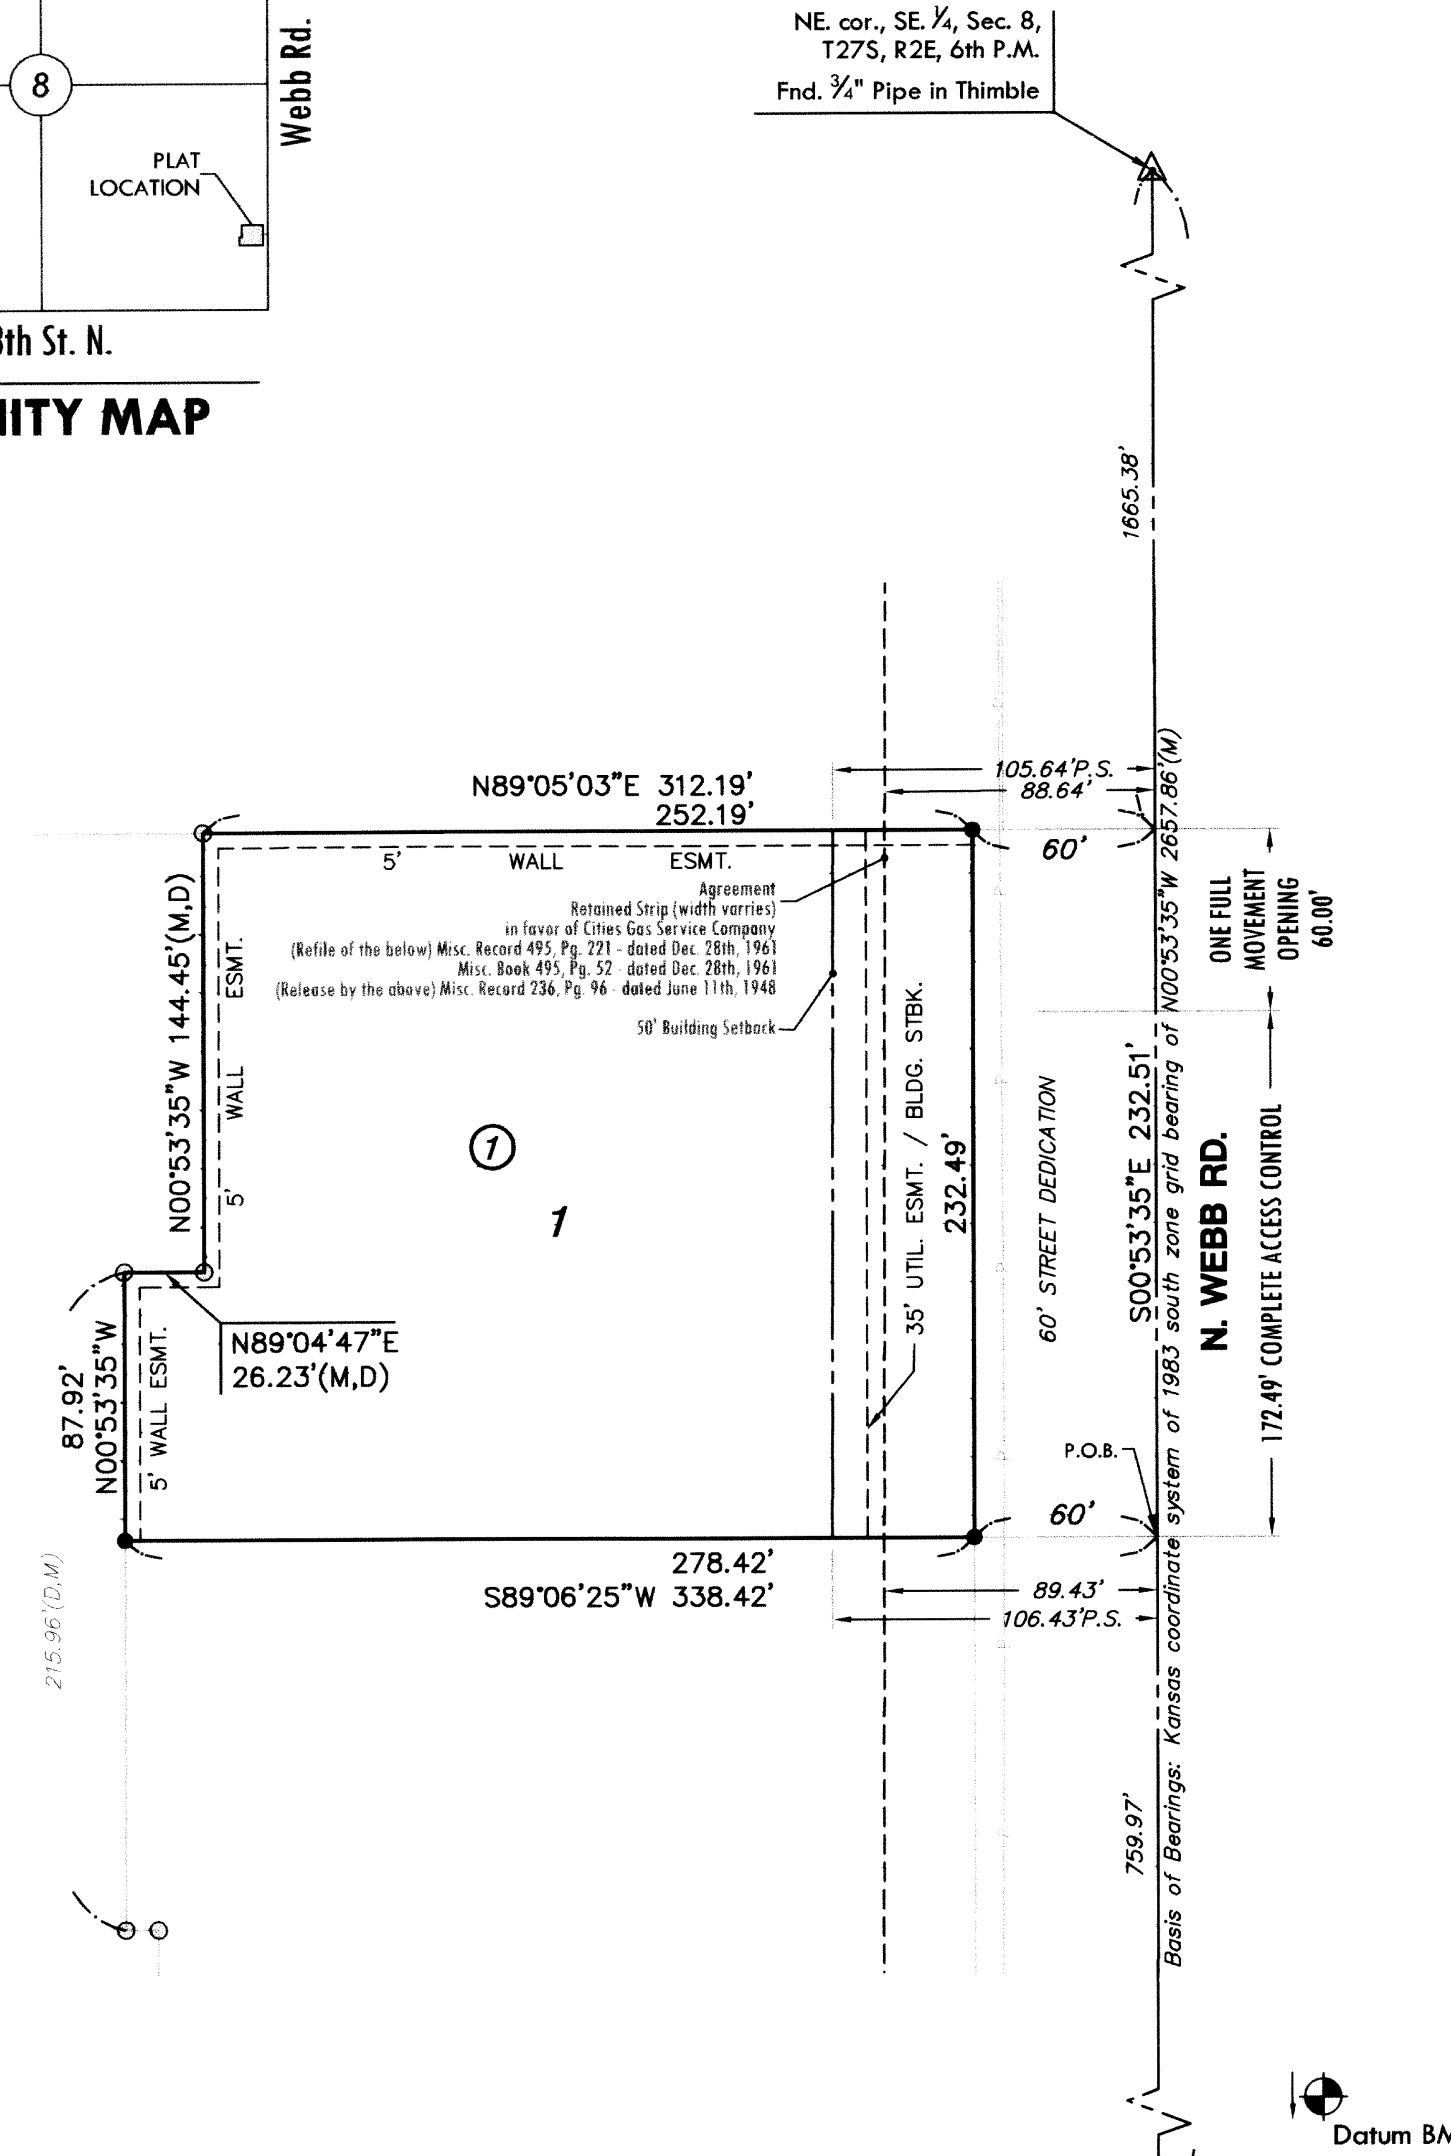 NE. cor., SE. ¼, Sec. 8,
T27S, R2E, 6th P.M.
Fnd. ¾" Pipe in Thimble
8
Webb Rd.
PLAT
LOCATION
th St. N.
MAP
1665.38'
N89°05'03"E 312.19'
252.19'
105.64'P.S.
88.64'
60'
5' WALL ESMT.
Agreement
Retained Strip (width varries)
in favor of Cities Gas Service Company
(Refile of the below) Misc. Record 495, Pg. 221 - dated Dec. 28th, 1961
Misc. Book 495, Pg. 52 - dated Dec. 28th, 1961
(Release by the above) Misc. Record 236, Pg. 96 - dated June 11th, 1948
50' Building Setback
N00°53'35"W 144.45'(M,D)
5' WALL ESMT.
1
1
N89°04'47"E
26.23'(M,D)
87.92'
N00°53'35"W
5' WALL ESMT.
35' UTIL. ESMT. / BLDG. STBK.
232.49'
60' STREET DEDICATION
S00°53'35"E 232.51'
Basis of Bearings: Kansas coordinate system of 1983 south zone grid bearing of N00°53'35"W 2657.86'(M)
N. WEBB RD.
ONE FULL
MOVEMENT
OPENING
60.00'
172.49' COMPLETE ACCESS CONTROL
P.O.B.
60'
278.42'
S89°06'25"W 338.42'
89.43'
106.43'P.S.
215.96'(D,M)
759.97'
Datum